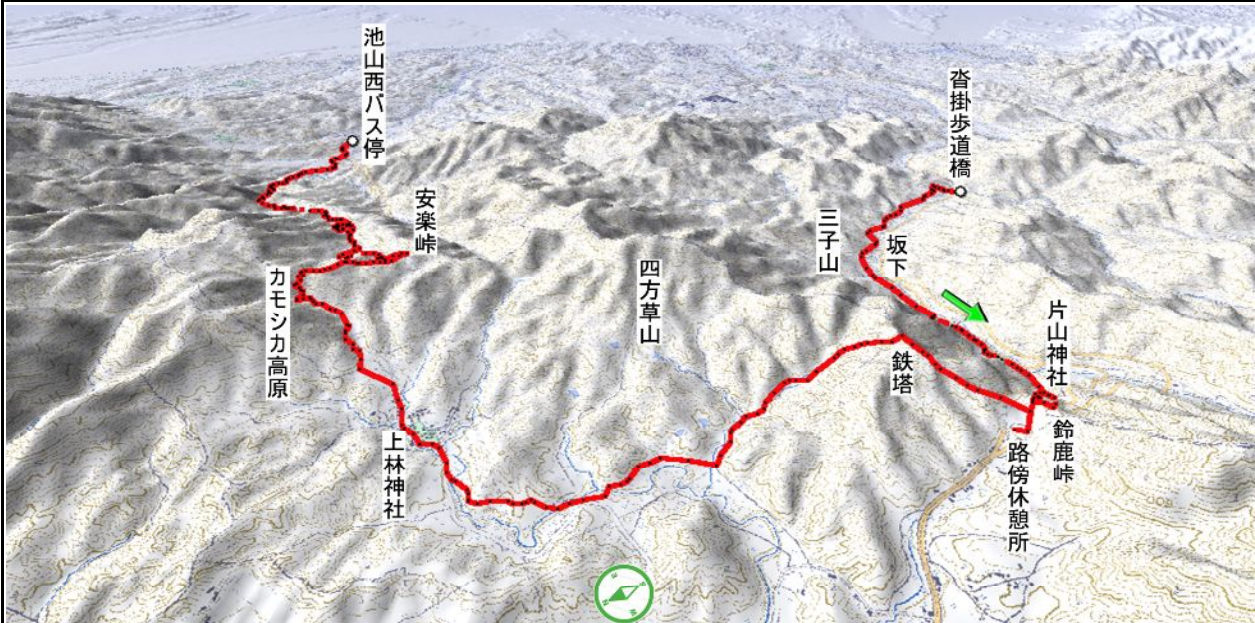 池山西バス停
安楽峠
カモシカ高原
上林神社
四方草山
三子山
坂下
沓掛歩道橋
鉄塔
片山神社
鈴鹿峠
路傍休憩所